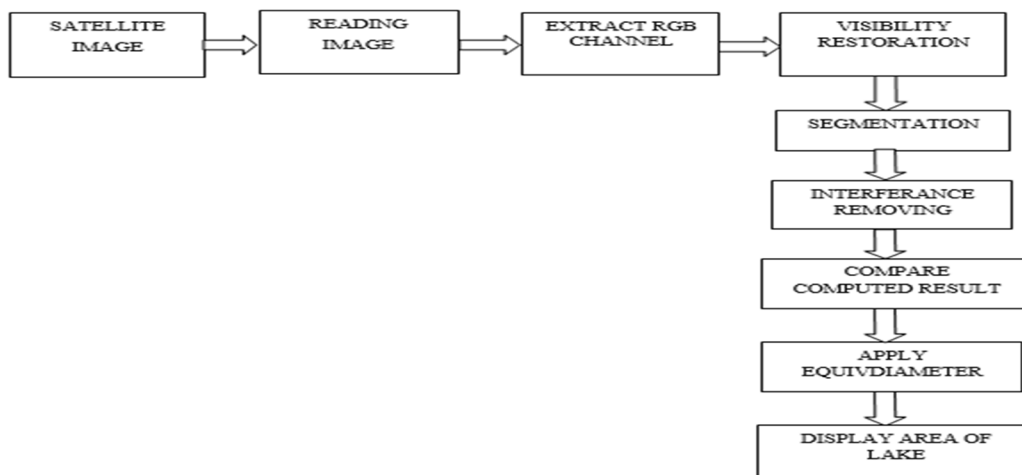 SATELLITE
IMAGE
READING
IMAGE
EXTRACT RGB
CHANNEL
VISIBILITY
RESTORATION
SEGMENTATION
INTERFERANCE
REMOVING
COMPARE
COMPUTED RESULT
APPLY
EQUIVDIAMETER
DISPLAY AREA OF
LAKE